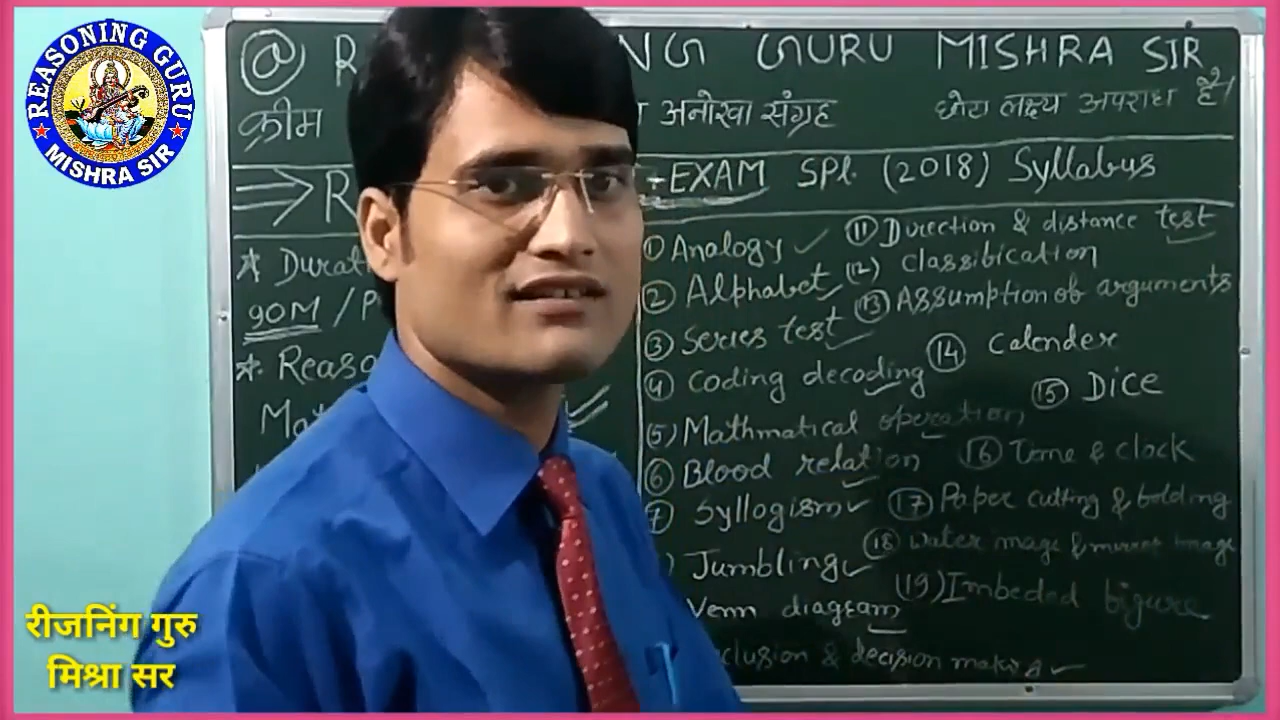 REASONING GURU
MISHRA SIR
@ R NG GURU MISHRA SIR
क्रीम अनोखा संग्रह छोटा लक्ष्य अपराध है।
⇒ R -EXAM SPl. (2018) Syllabus
* Durat
90M / P
* Reaso
Mat
① Analogy ✓
② Alphabet
③ Series test
④ Coding decoding
(5) Mathmatical operation
⑥ Blood relation
⑦ Syllogism ✓
) Jumbling ✓
Venn diagram
clusion & decision making ✓
⑪ Direction & distance test
(12) classification
⑬ Assumption of arguments
⑭ Calender
⑮ Dice
⑯ Time & clock
⑰ Paper cutting & folding
⑱ water image & mirror image
(19) Imbeded figure
रीजनिंग गुरु
मिश्रा सर